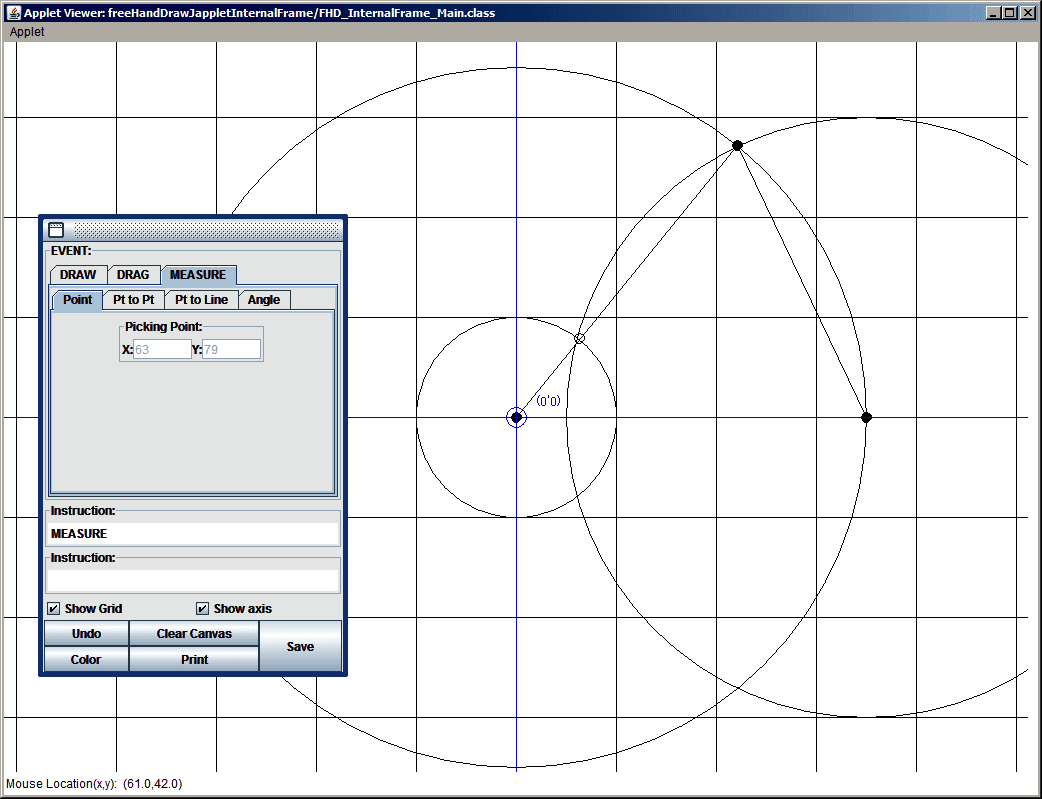 Applet Viewer: freeHandDrawJappletInternalFrame/FHD_InternalFrame_Main.class
Applet
EVENT:
DRAW DRAG MEASURE
Point Pt to Pt Pt to Line Angle
Picking Point:
X: 63 Y: 79
(0'0)
Instruction:
MEASURE
Instruction:
Show Grid Show axis
Undo Clear Canvas Save
Color Print
Mouse Location(x,y): (61.0,42.0)